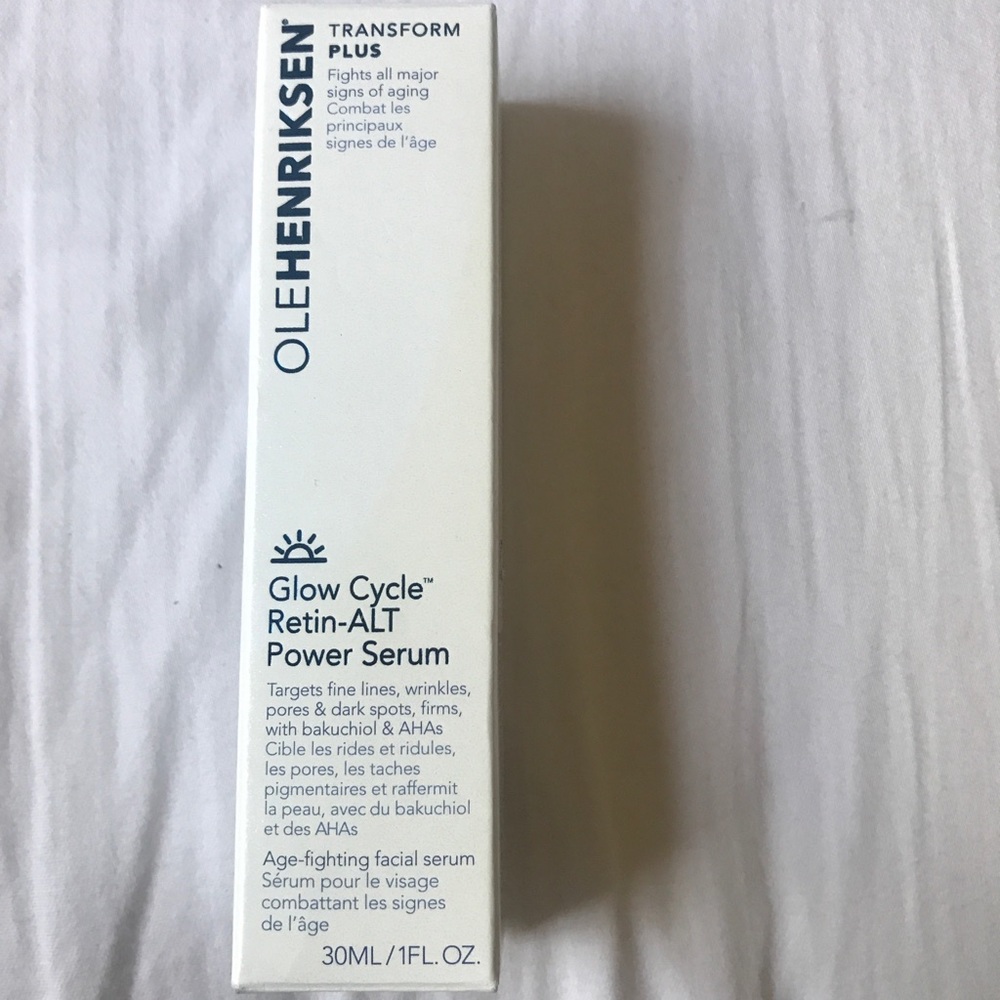 OLEHENRIKSEN®
TRANSFORM
PLUS
Fights all major
signs of aging
Combat les
principaux
signes de l'âge
Glow Cycle™
Retin-ALT
Power Serum
Targets fine lines, wrinkles,
pores & dark spots, firms,
with bakuchiol & AHAs
Cible les rides et ridules,
les pores, les taches
pigmentaires et raffermit
la peau, avec du bakuchiol
et des AHAs
Age-fighting facial serum
Sérum pour le visage
combattant les signes
de l'âge
30ML/1FL.OZ.